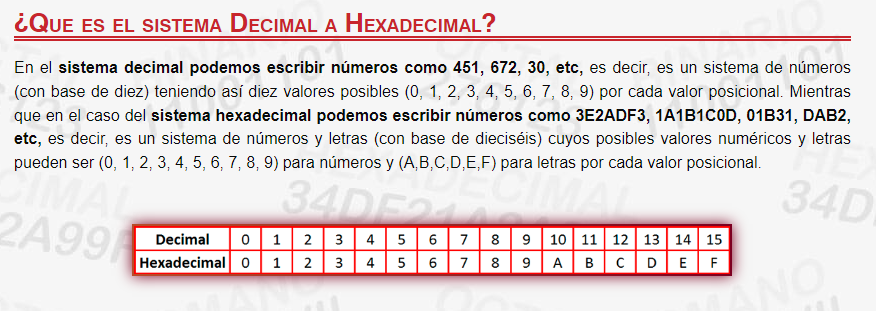 ¿QUE ES EL SISTEMA DECIMAL A HEXADECIMAL?
En el sistema decimal podemos escribir números como 451, 672, 30, etc, es decir, es un sistema de números
(con base de diez) teniendo así diez valores posibles (0, 1, 2, 3, 4, 5, 6, 7, 8, 9) por cada valor posicional. Mientras
que en el caso del sistema hexadecimal podemos escribir números como 3E2ADF3, 1A1B1C0D, 01B31, DAB2,
etc, es decir, es un sistema de números y letras (con base de dieciséis) cuyos posibles valores numéricos y letras
pueden ser (0, 1, 2, 3, 4, 5, 6, 7, 8, 9) para números y (A,B,C,D,E,F) para letras por cada valor posicional.
Decimal 0 1 2 3 4 5 6 7 8 9 10 11 12 13 14 15
Hexadecimal 0 1 2 3 4 5 6 7 8 9 A B C D E F